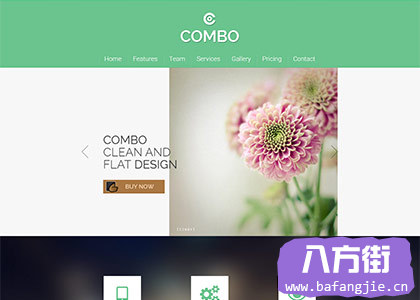 COMBO
Home Features Team Services Gallery Pricing Contact
COMBO
CLEAN AND
FLAT DESIGN
BUY NOW
八方街
www.bafangjie.cn